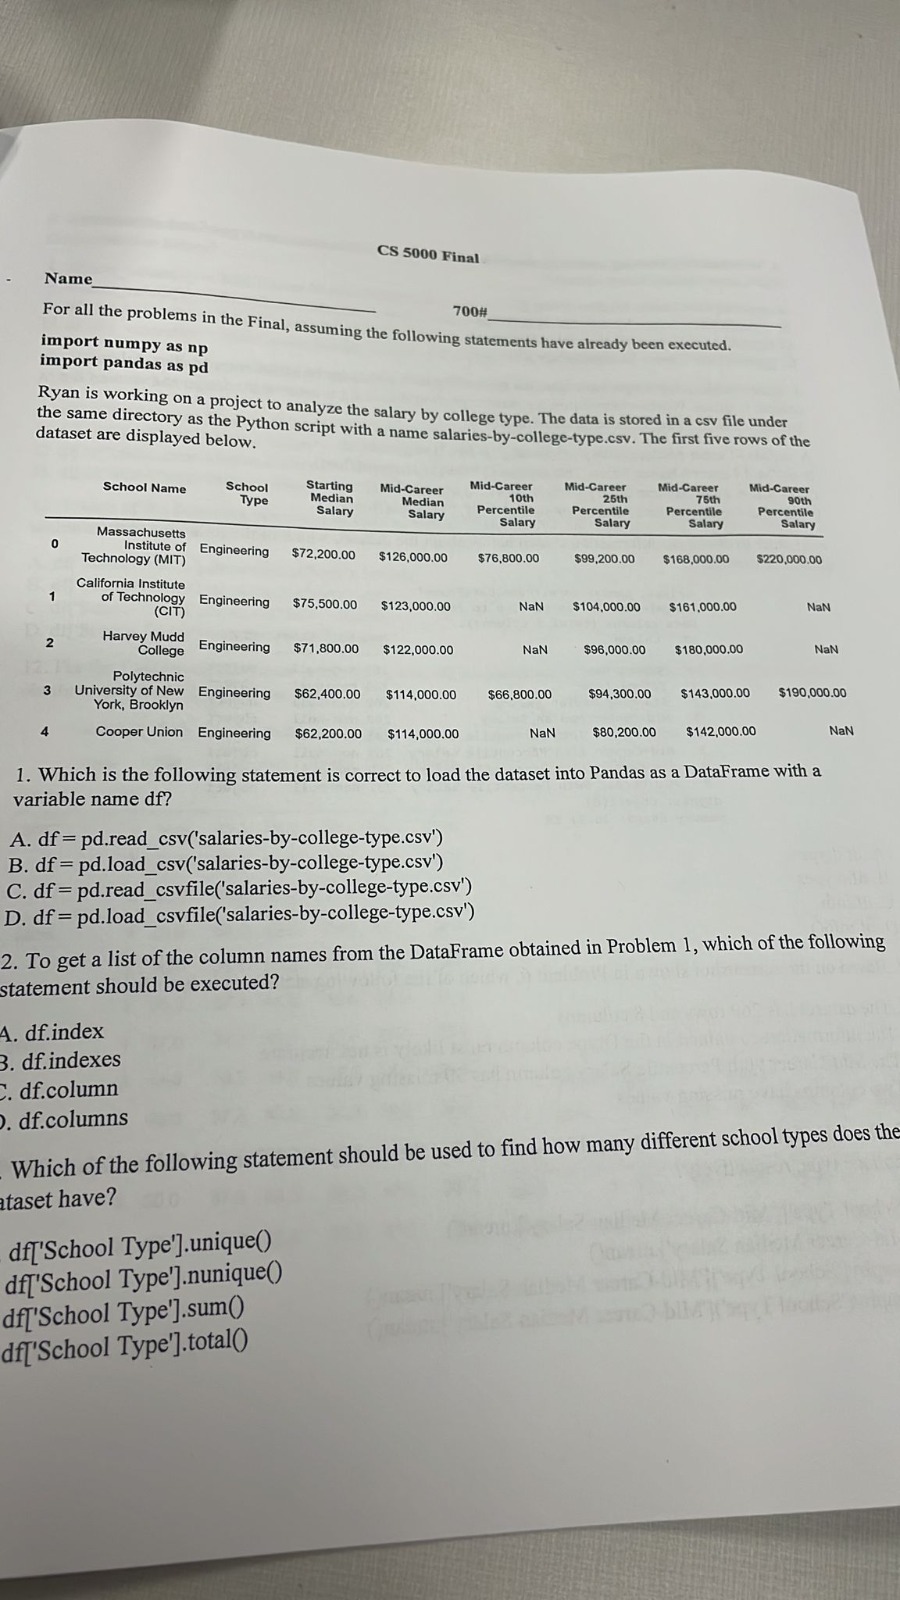 CS 5000 Final
Name
700#
For all the problems in the Final, assuming the following statements have already been executed.
import numpy as np
import pandas as pd
Ryan is working on a project to analyze the salary by college type. The data is stored in a csv file under
the same directory as the Python script with a name salaries-by-college-type.csv. The first five rows of the
dataset are displayed below.
School Name School Type Starting Median Salary Mid-Career Median Salary Mid-Career 10th Percentile Salary Mid-Career 25th Percentile Salary Mid-Career 75th Percentile Salary Mid-Career 90th Percentile Salary
0 Massachusetts Institute of Technology (MIT) Engineering $72,200.00 $126,000.00 $76,800.00 $99,200.00 $168,000.00 $220,000.00
1 California Institute of Technology (CIT) Engineering $75,500.00 $123,000.00 NaN $104,000.00 $161,000.00 NaN
2 Harvey Mudd College Engineering $71,800.00 $122,000.00 NaN $96,000.00 $180,000.00 NaN
3 Polytechnic University of New York, Brooklyn Engineering $62,400.00 $114,000.00 $66,800.00 $94,300.00 $143,000.00 $190,000.00
4 Cooper Union Engineering $62,200.00 $114,000.00 NaN $80,200.00 $142,000.00 NaN
1. Which is the following statement is correct to load the dataset into Pandas as a DataFrame with a
variable name df?
A. df = pd.read_csv('salaries-by-college-type.csv')
B. df = pd.load_csv('salaries-by-college-type.csv')
C. df = pd.read_csvfile('salaries-by-college-type.csv')
D. df = pd.load_csvfile('salaries-by-college-type.csv')
2. To get a list of the column names from the DataFrame obtained in Problem 1, which of the following
statement should be executed?
A. df.index
B. df.indexes
C. df.column
D. df.columns
Which of the following statement should be used to find how many different school types does the
ataset have?
df['School Type'].unique()
df['School Type'].nunique()
df['School Type'].sum()
df['School Type'].total()